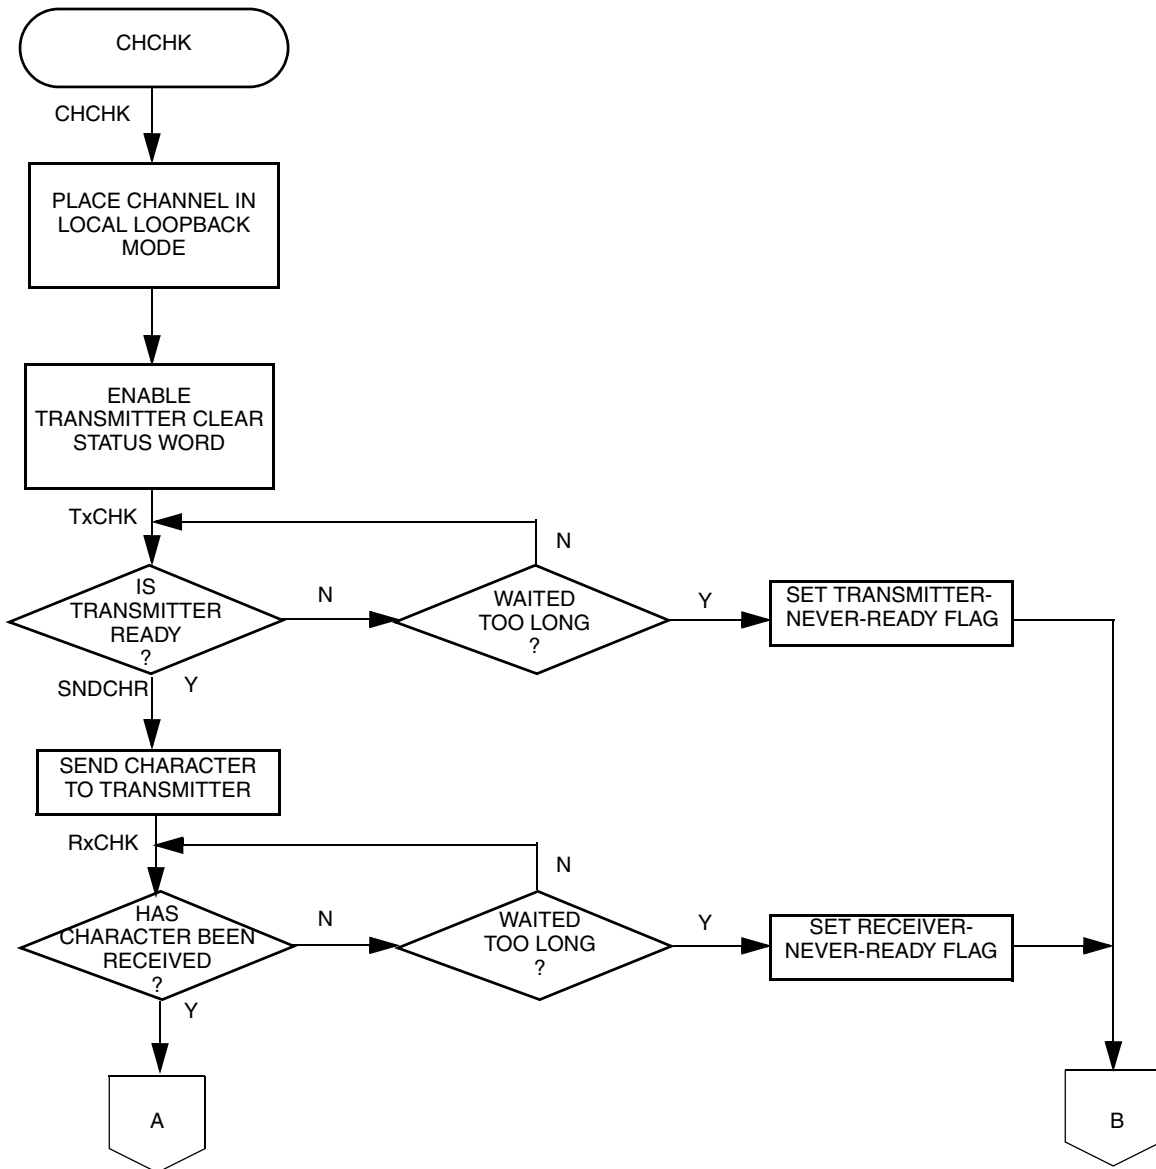 CHCHK
CHCHK
PLACE CHANNEL IN
LOCAL LOOPBACK
MODE
ENABLE
TRANSMITTER CLEAR
STATUS WORD
TxCHK
N
IS
TRANSMITTER
READY
?
N
WAITED
TOO LONG
?
Y
SET TRANSMITTER-
NEVER-READY FLAG
SNDCHR
Y
SEND CHARACTER
TO TRANSMITTER
RxCHK
N
HAS
CHARACTER BEEN
RECEIVED
?
N
WAITED
TOO LONG
?
Y
SET RECEIVER-
NEVER-READY FLAG
Y
A
B